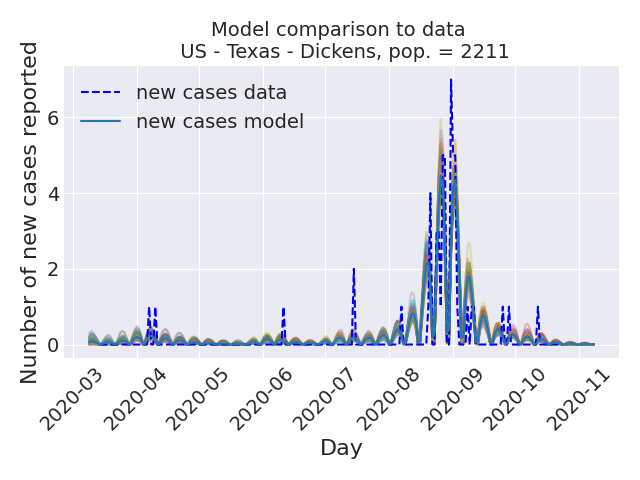 Model comparison to data
US - Texas - Dickens, pop. = 2211
Number of new cases reported
new cases data
new cases model
6
4
2
0
2020-03
2020-04
2020-05
2020-06
2020-07
2020-08
2020-09
2020-10
2020-11
Day